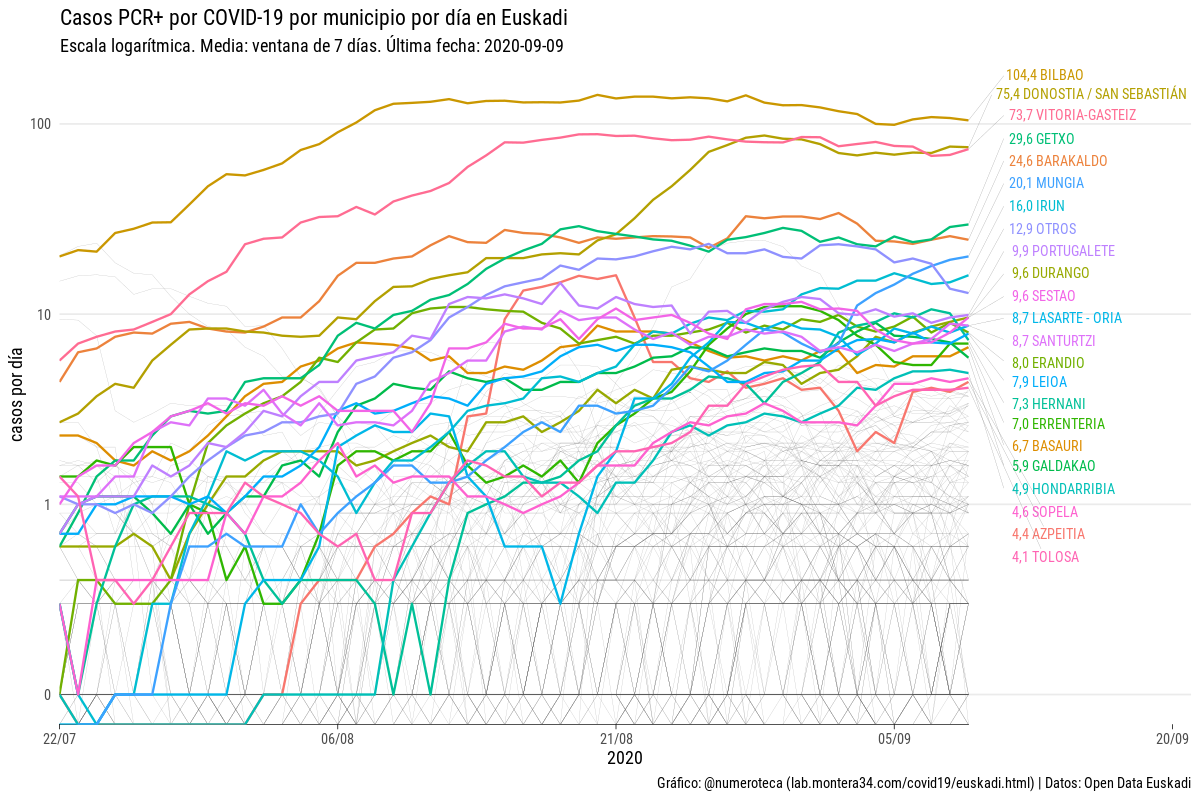 Casos PCR+ por COVID-19 por municipio por día en Euskadi
Escala logarítmica. Media: ventana de 7 días. Última fecha: 2020-09-09
casos por día
100
10
1
0
104,4 BILBAO
75,4 DONOSTIA / SAN SEBASTIÁN
73,7 VITORIA-GASTEIZ
29,6 GETXO
24,6 BARAKALDO
20,1 MUNGIA
16,0 IRUN
12,9 OTROS
9,9 PORTUGALETE
9,6 DURANGO
9,6 SESTAO
8,7 LASARTE - ORIA
8,7 SANTURTZI
8,0 ERANDIO
7,9 LEIOA
7,3 HERNANI
7,0 ERRENTERIA
6,7 BASAURI
5,9 GALDAKAO
4,9 HONDARRIBIA
4,6 SOPELA
4,4 AZPEITIA
4,1 TOLOSA
22/07
06/08
21/08
05/09
20/09
2020
Gráfico: @numeroteca (lab.montera34.com/covid19/euskadi.html) | Datos: Open Data Euskadi